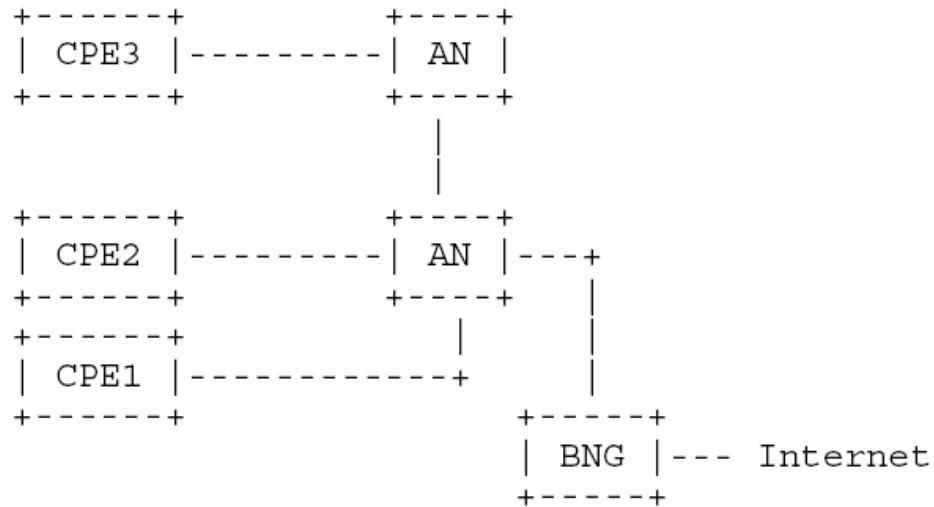 +------+         +----+
| CPE3 |---------| AN |
+------+         +----+
                   |
                   |
+------+         +----+
| CPE2 |---------| AN |---+
+------+         +----+   |
+------+            |     |
| CPE1 |------------+     |
+------+               +-----+
                       | BNG |--- Internet
                       +-----+